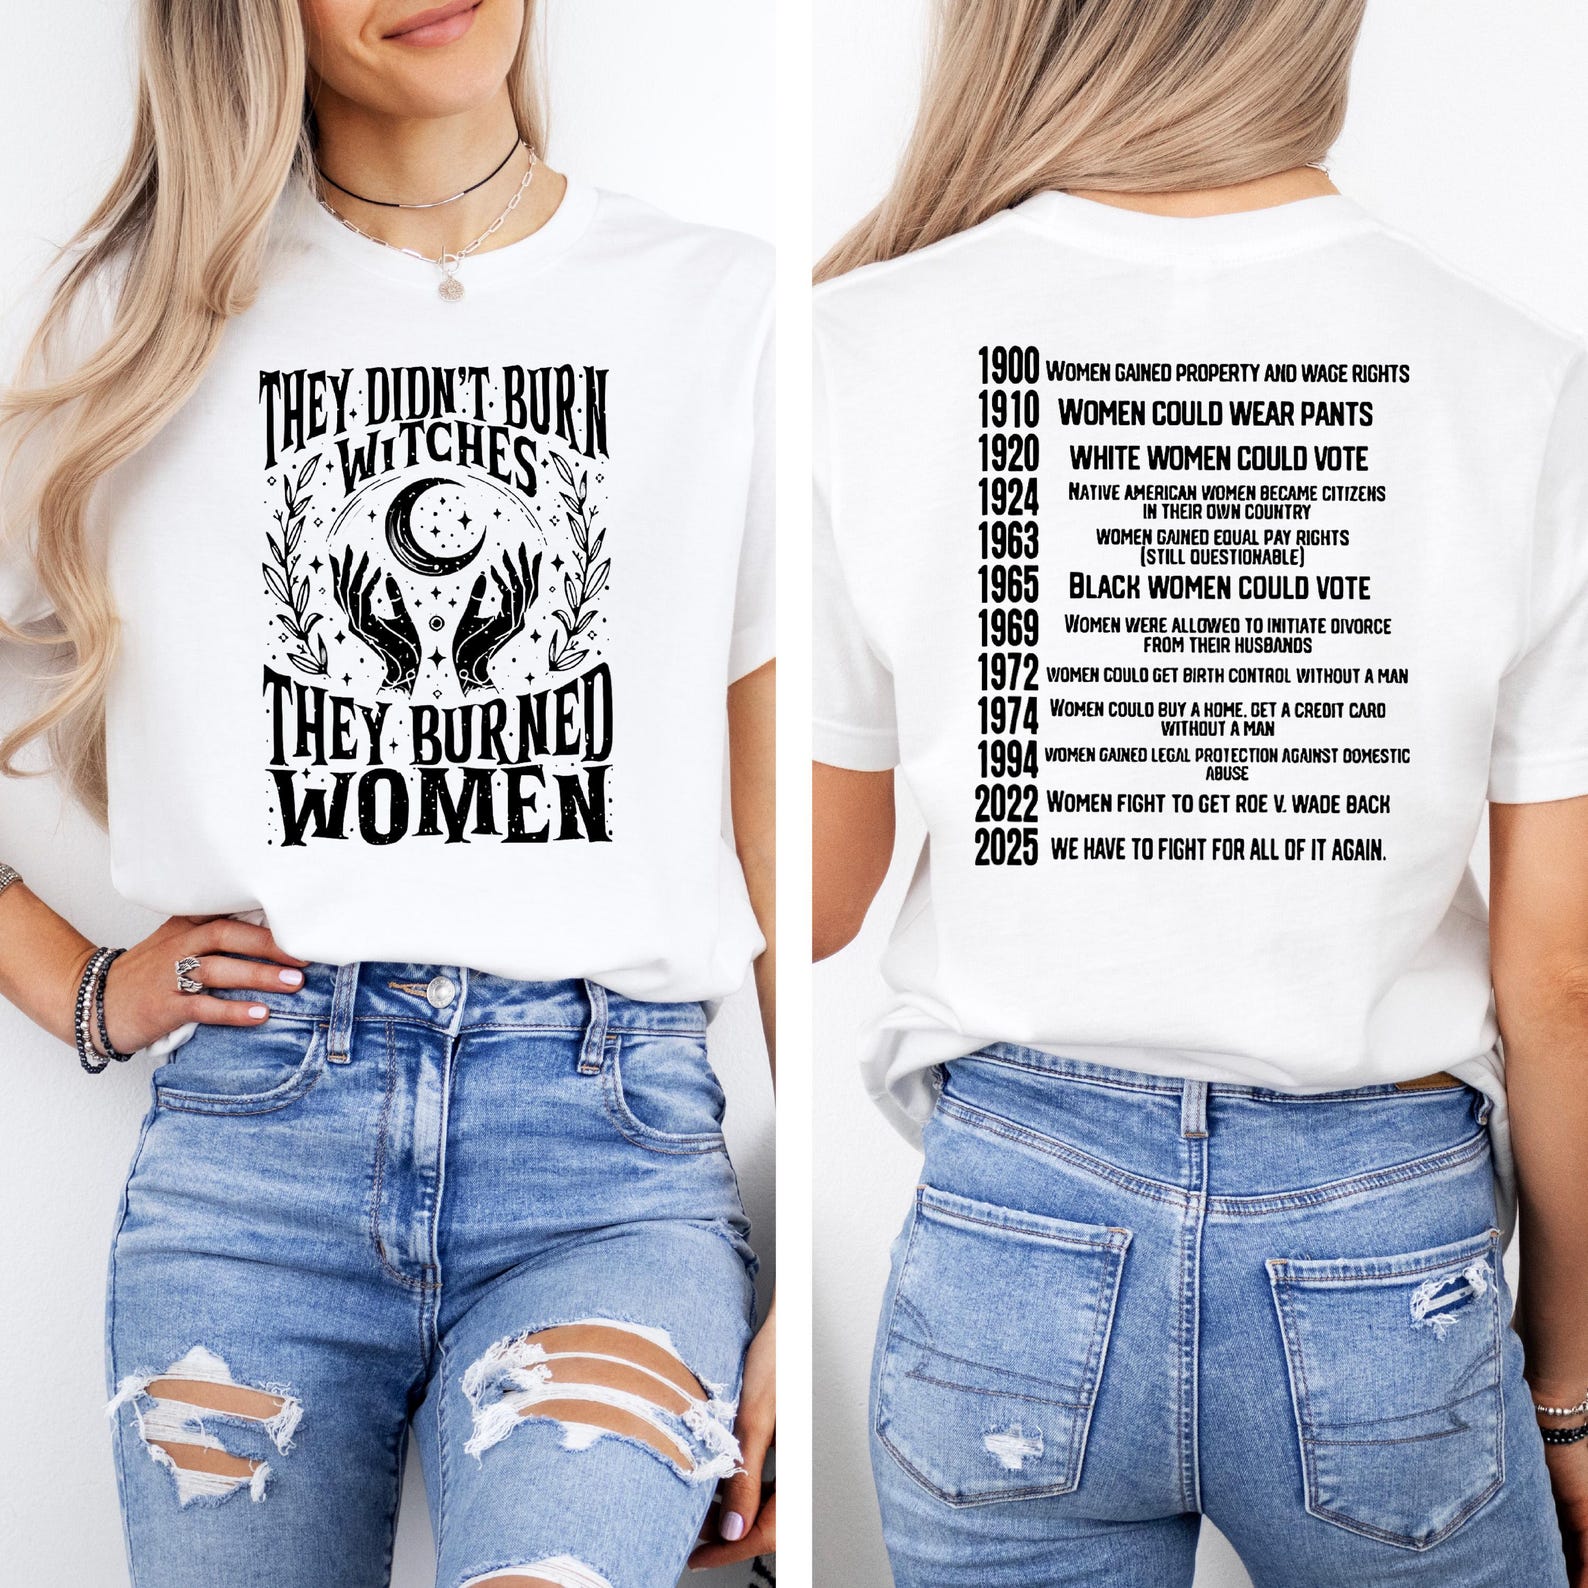 THEY DIDN'T BURN
WITCHES
THEY BURNED
WOMEN
1900 WOMEN GAINED PROPERTY AND WAGE RIGHTS
1910 WOMEN COULD WEAR PANTS
1920 WHITE WOMEN COULD VOTE
1924 NATIVE AMERICAN WOMEN BECAME CITIZENS
IN THEIR OWN COUNTRY
1963 WOMEN GAINED EQUAL PAY RIGHTS
(STILL QUESTIONABLE)
1965 BLACK WOMEN COULD VOTE
1969 WOMEN WERE ALLOWED TO INITIATE DIVORCE
FROM THEIR HUSBANDS
1972 WOMEN COULD GET BIRTH CONTROL WITHOUT A MAN
1974 WOMEN COULD BUY A HOME, GET A CREDIT CARD
WITHOUT A MAN
1994 WOMEN GAINED LEGAL PROTECTION AGAINST DOMESTIC
ABUSE
2022 WOMEN FIGHT TO GET ROE V. WADE BACK
2025 WE HAVE TO FIGHT FOR ALL OF IT AGAIN.